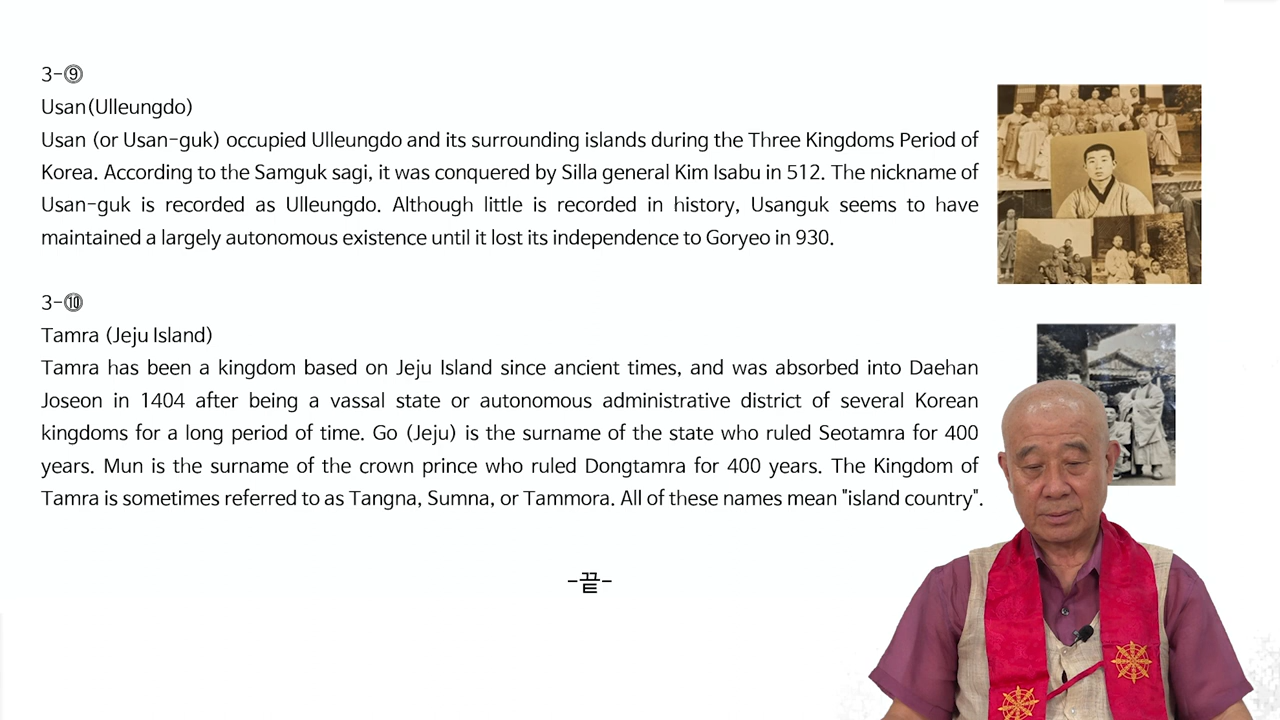 3-⑨
Usan(Ulleungdo)
Usan (or Usan-guk) occupied Ulleungdo and its surrounding islands during the Three Kingdoms Period of
Korea. According to the Samguk sagi, it was conquered by Silla general Kim Isabu in 512. The nickname of
Usan-guk is recorded as Ulleungdo. Although little is recorded in history, Usanguk seems to have
maintained a largely autonomous existence until it lost its independence to Goryeo in 930.
3-⑩
Tamra (Jeju Island)
Tamra has been a kingdom based on Jeju Island since ancient times, and was absorbed into Daehan
Joseon in 1404 after being a vassal state or autonomous administrative district of several Korean
kingdoms for a long period of time. Go (Jeju) is the surname of the state who ruled Seotamra for 400
years. Mun is the surname of the crown prince who ruled Dongtamra for 400 years. The Kingdom of
Tamra is sometimes referred to as Tangna, Sumna, or Tammora. All of these names mean "island country".
-끝-